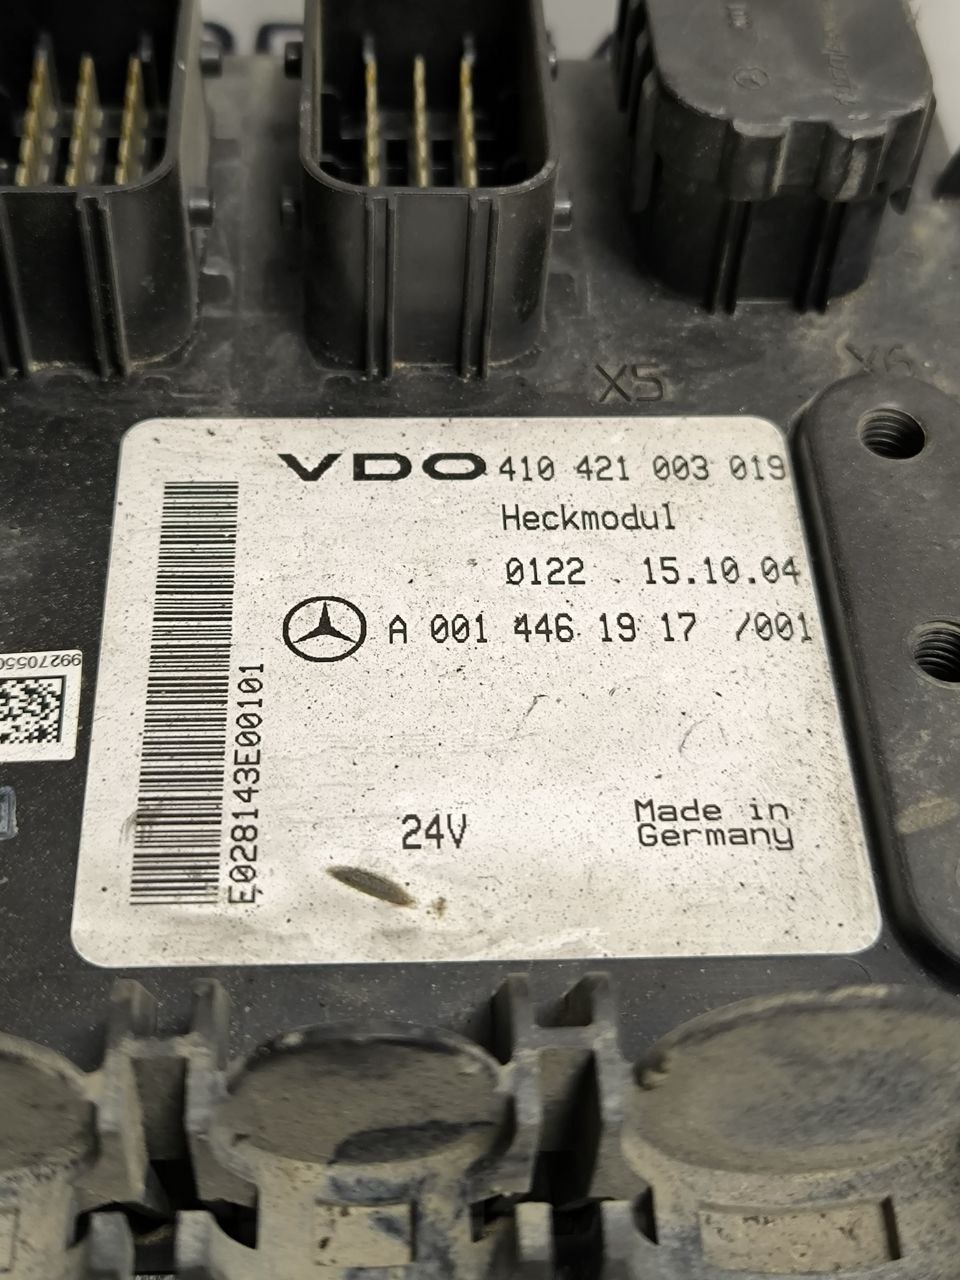 X5
X6
VDO 410 421 003 019
Heckmodul
0122 15.10.04
A 001 446 19 17 /001
E028143E00101
24V
Made in
Germany